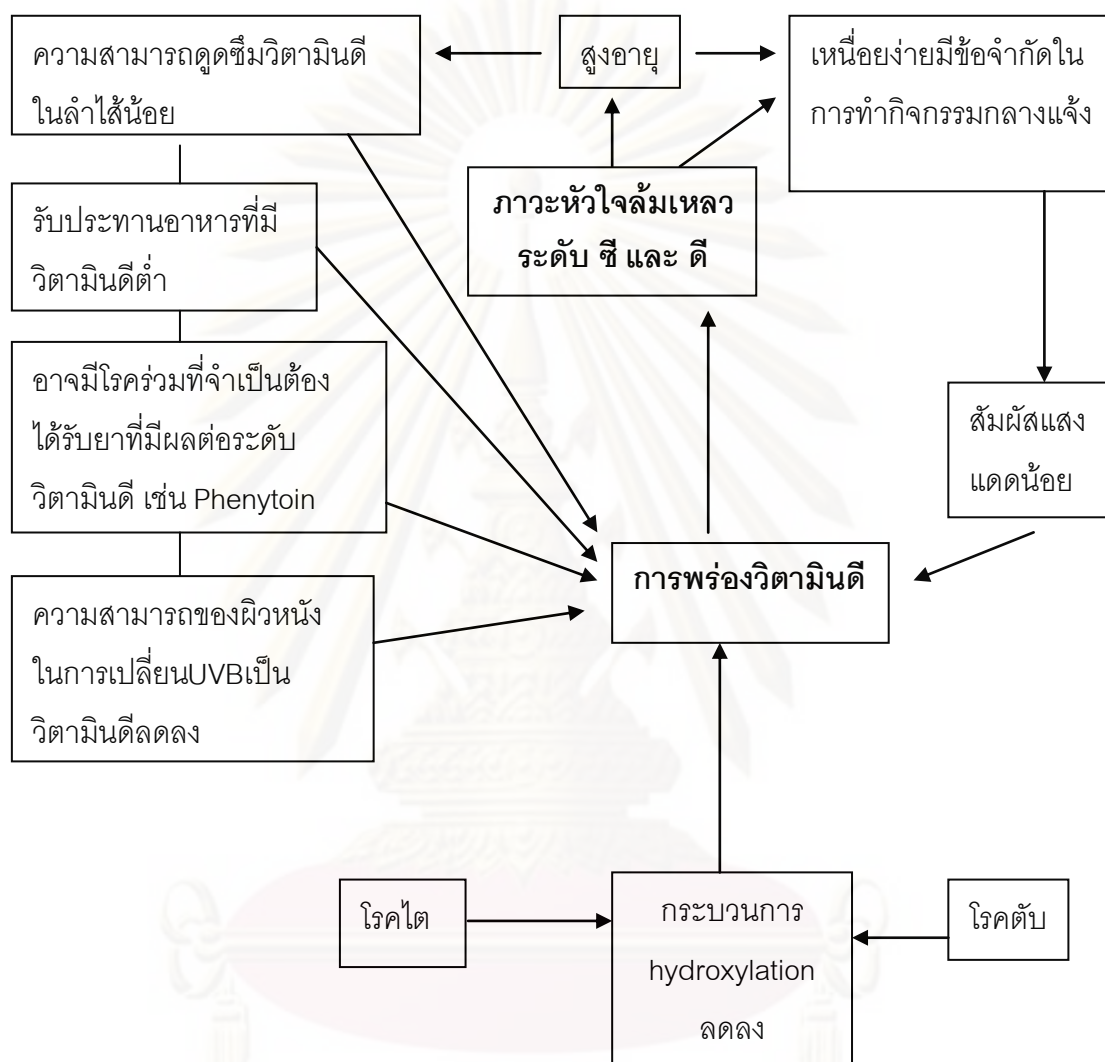 ความสามารถดูดซึมวิตามินดี
ในลำไส้น้อย
สูงอายุ
เหนื่อยง่ายมีข้อจำกัดใน
การทำกิจกรรมกลางแจ้ง
ภาวะหัวใจล้มเหลว
ระดับ ซี และ ดี
รับประทานอาหารที่มี
วิตามินดีต่ำ
อาจมีโรคร่วมที่จำเป็นต้อง
ได้รับยาที่มีผลต่อระดับ
วิตามินดี เช่น Phenytoin
สัมผัสแสง
แดดน้อย
การพร่องวิตามินดี
ความสามารถของผิวหนัง
ในการเปลี่ยนUVBเป็น
วิตามินดีลดลง
โรคไต
กระบวนการ
hydroxylation
ลดลง
โรคตับ